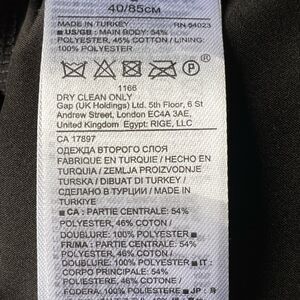 40/85CM
MADE IN TURKEY RN 54023
■ US/GB : MAIN BODY: 54%
POLYESTER, 46% COTTON / LINING:
100% POLYESTER
1166
DRY CLEAN ONLY
Gap (UK Holdings) Ltd. 5th Floor, 6 St
Andrew Street, London EC4A 3AE,
United Kingdom Egypt: RIGE, LLC
CA 17897
ОДЕЖДА ВТОРОГО СЛОЯ
FABRIQUÉ EN TURQUIE / HECHO EN
TURQUIA / ZEMLJA PROIZVODNJE
TURSKA / DIBUAT DI TURKEY /
СДЕЛАНО В ТУРЦИИ / MADE IN
TURKIYE
■ CA : PARTIE CENTRALE: 54%
POLYESTER, 46% COTON /
DOUBLURE: 100% POLYESTER ■
FR/MA : PARTIE CENTRALE: 54%
POLYESTER, 46% COTON /
DOUBLURE: 100% POLYESTER ■ IT :
CORPO PRINCIPALE: 54%
POLIESTERE, 46% COTONE /
FODERA: 100% POLIESTERE ■ JP :